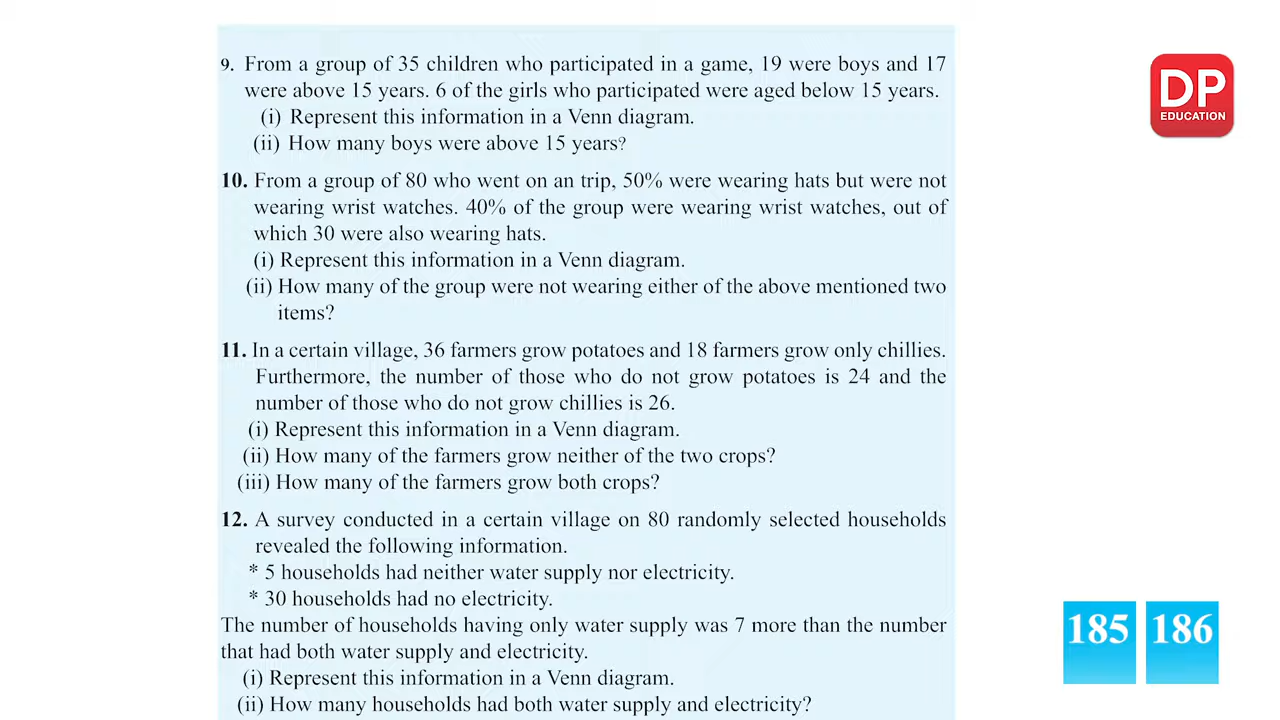 9. From a group of 35 children who participated in a game, 19 were boys and 17
were above 15 years. 6 of the girls who participated were aged below 15 years.
(i) Represent this information in a Venn diagram.
(ii) How many boys were above 15 years?
10. From a group of 80 who went on an trip, 50% were wearing hats but were not
wearing wrist watches. 40% of the group were wearing wrist watches, out of
which 30 were also wearing hats.
(i) Represent this information in a Venn diagram.
(ii) How many of the group were not wearing either of the above mentioned two
items?
11. In a certain village, 36 farmers grow potatoes and 18 farmers grow only chillies.
Furthermore, the number of those who do not grow potatoes is 24 and the
number of those who do not grow chillies is 26.
(i) Represent this information in a Venn diagram.
(ii) How many of the farmers grow neither of the two crops?
(iii) How many of the farmers grow both crops?
12. A survey conducted in a certain village on 80 randomly selected households
revealed the following information.
* 5 households had neither water supply nor electricity.
* 30 households had no electricity.
The number of households having only water supply was 7 more than the number
that had both water supply and electricity.
(i) Represent this information in a Venn diagram.
(ii) How many households had both water supply and electricity?
DP
EDUCATION
185 186